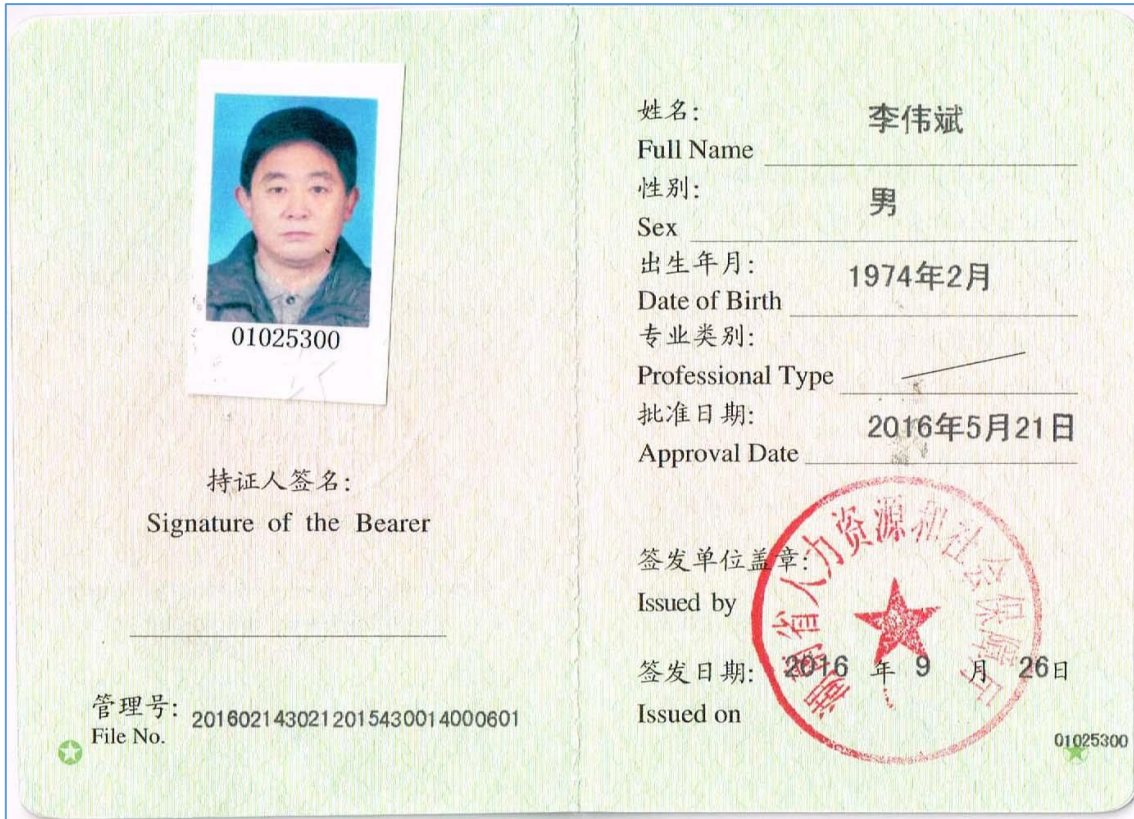 01025300
持证人签名:
Signature of the Bearer
管理号: 2016021430212015430014000601
File No.
姓名: 李伟斌
Full Name
性别: 男
Sex
出生年月: 1974年2月
Date of Birth
专业类别:
Professional Type
批准日期: 2016年5月21日
Approval Date
签发单位盖章:
Issued by
湖南省人力资源和社会保障厅
签发日期: 2016 年 9 月 26日
Issued on
01025300